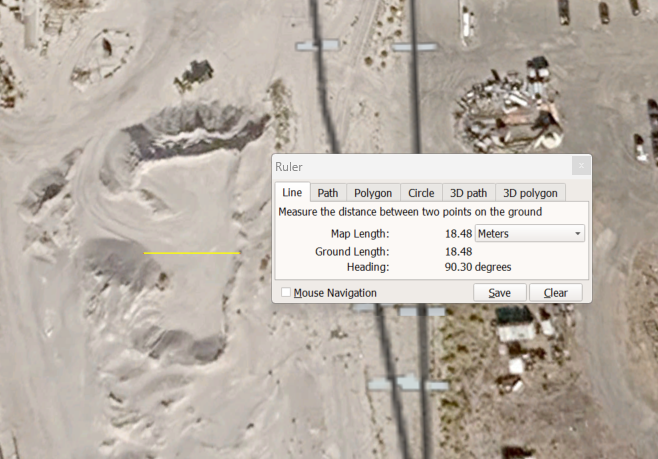 Ruler
x
Line Path Polygon Circle 3D path 3D polygon
Measure the distance between two points on the ground
Map Length: 18.48 Meters
Ground Length: 18.48
Heading: 90.30 degrees
Mouse Navigation Save Clear